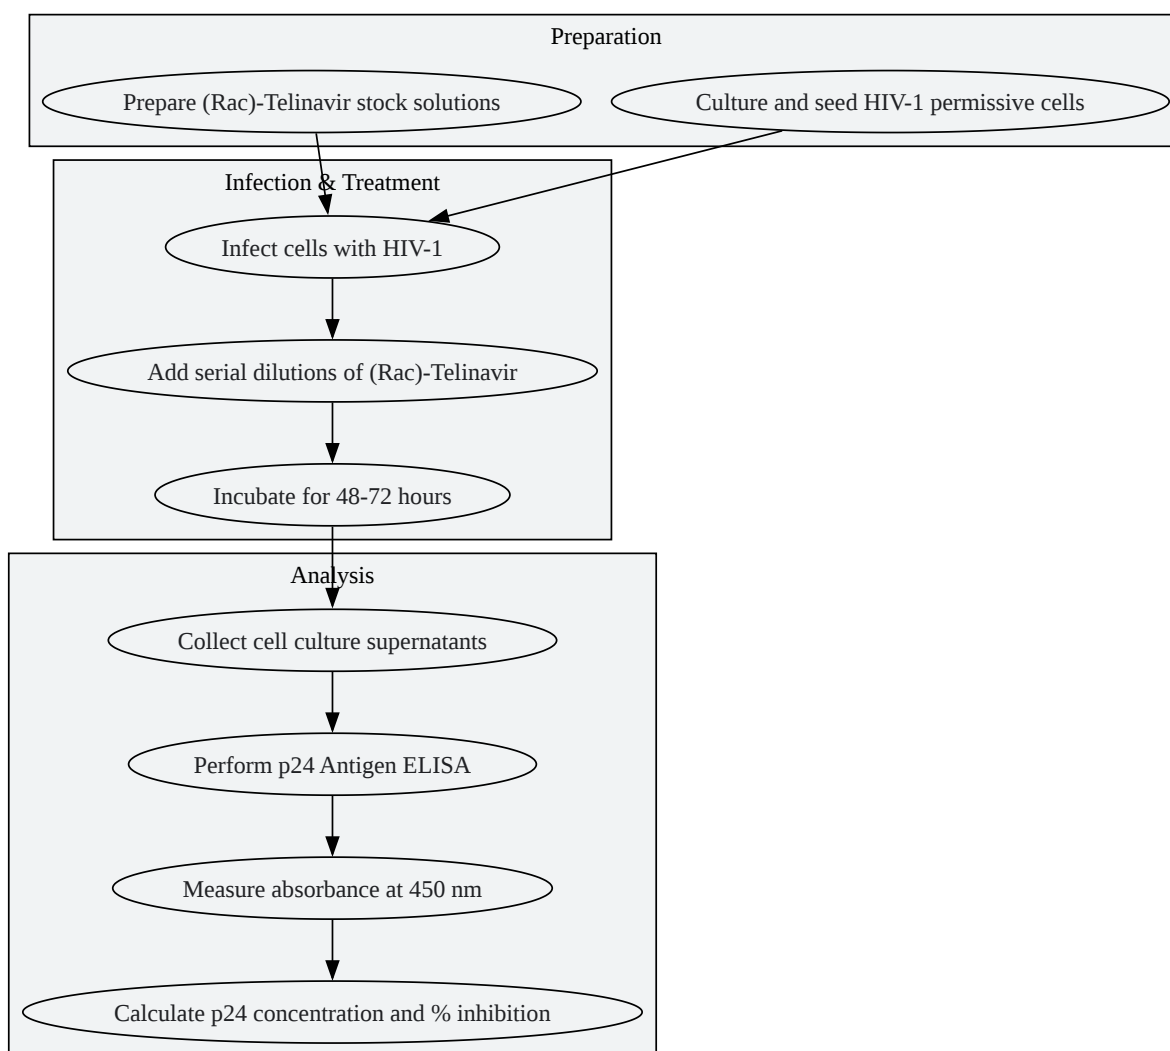 Preparation
Prepare (Rac)-Telinavir stock solutions
Culture and seed HIV-1 permissive cells
Infection & Treatment
Infect cells with HIV-1
Add serial dilutions of (Rac)-Telinavir
Incubate for 48-72 hours
Analysis
Collect cell culture supernatants
Perform p24 Antigen ELISA
Measure absorbance at 450 nm
Calculate p24 concentration and % inhibition